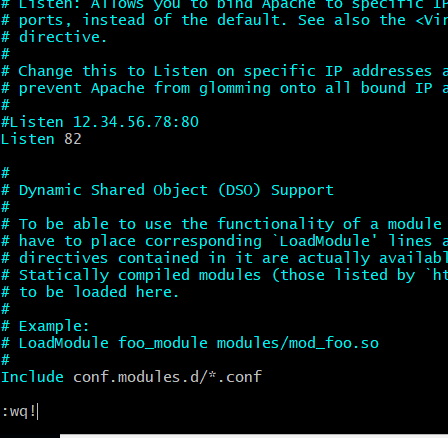 # Listen: Allows you to bind Apache to specific IP
# ports, instead of the default. See also the <Vir
# directive.
#
# Change this to Listen on specific IP addresses a
# prevent Apache from glomming onto all bound IP a
#
#Listen 12.34.56.78:80
Listen 82
#
# Dynamic Shared Object (DSO) Support
#
# To be able to use the functionality of a module
# have to place corresponding `LoadModule' lines a
# directives contained in it are actually availabl
# Statically compiled modules (those listed by `ht
# to be loaded here.
#
# Example:
# LoadModule foo_module modules/mod_foo.so
#
Include conf.modules.d/*.conf
:wq!